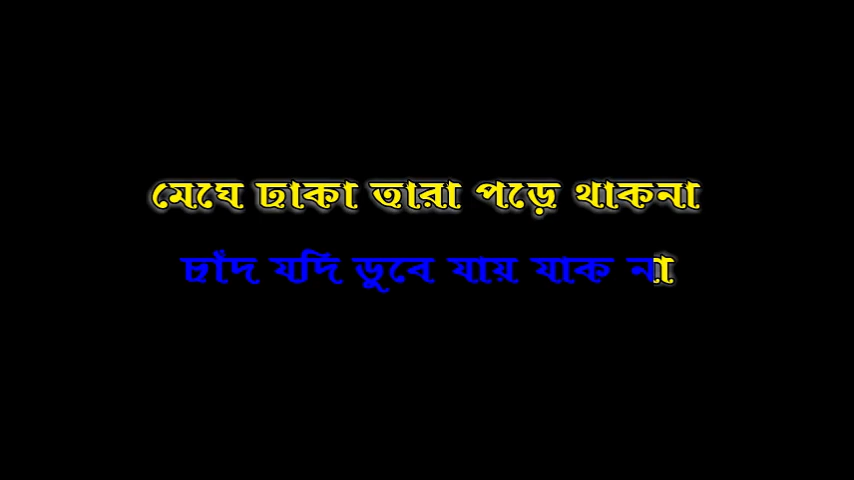 মেঘে ঢাকা তারা পড়ে থাকনা
চাঁদ যদি ডুবে যায় যাক না